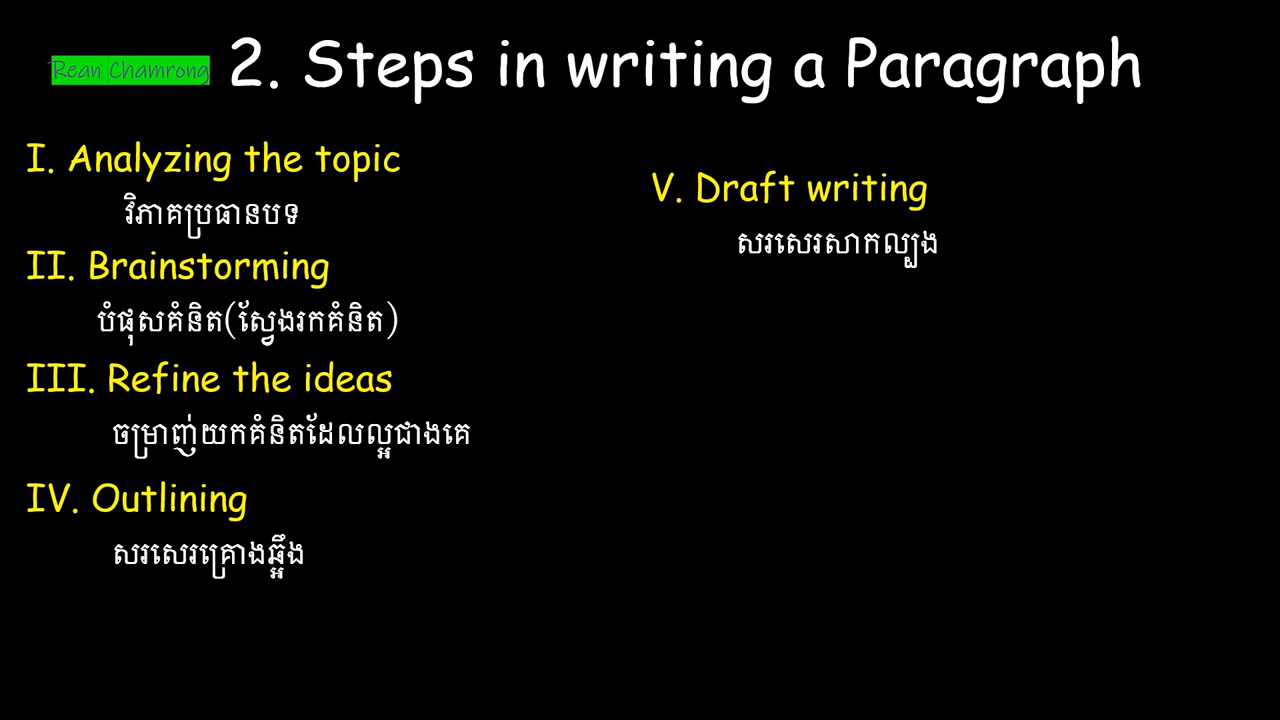 Rean Chamrong
2. Steps in writing a Paragraph
I. Analyzing the topic
វិភាគប្រធានបទ
II. Brainstorming
បំផុសគំនិត(ស្វែងរកគំនិត)
III. Refine the ideas
ចម្រាញ់យកគំនិតដែលល្អជាងគេ
IV. Outlining
សរសេរគ្រោងឆ្អឹង
V. Draft writing
សរសេរសាកល្បង